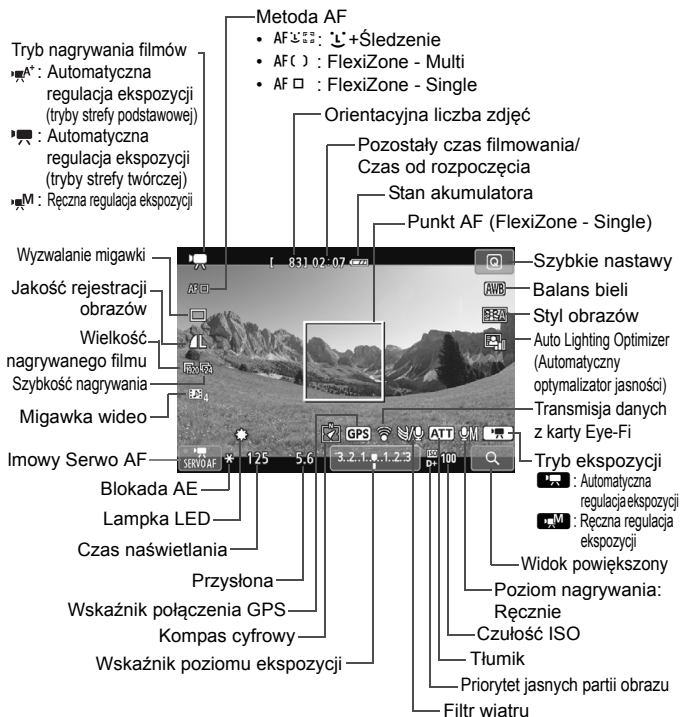 Metoda AF
• AF : +Śledzenie
• AF( ) : FlexiZone - Multi
• AF □ : FlexiZone - Single
Tryb nagrywania filmów
A+ : Automatyczna
regulacja ekspozycji
(tryby strefy podstawowej)
: Automatyczna
regulacja ekspozycji
(tryby strefy twórczej)
M : Ręczna regulacja ekspozycji
Orientacyjna liczba zdjęć
Pozostały czas filmowania/
Czas od rozpoczęcia
Stan akumulatora
Punkt AF (FlexiZone - Single)
Wyzwalanie migawki
Jakość rejestracji
obrazów
Wielkość
nagrywanego filmu
Szybkość nagrywania
Migawka wideo
Imowy Servo AF
Blokada AE
Lampka LED
Czas naświetlania
Przysłona
Wskaźnik połączenia GPS
Kompas cyfrowy
Wskaźnik poziomu ekspozycji
[ 83] 02:07
Q
AF □
AWB
L
1920 24
4
N
GPS
ATT
M
SERVO AF
* 125 5.6 3..2..1..1..2..3 ISO D+ 100
Szybkie nastawy
Balans bieli
Styl obrazów
Auto Lighting Optimizer
(Automatyczny
optymalizator jasności)
Transmisja danych
z karty Eye-Fi
Tryb ekspozycji
: Automatyczna
regulacja ekspozycji
M : Ręczna regulacja
ekspozycji
Widok powiększony
Poziom nagrywania:
Ręcznie
Czułość ISO
Tłumik
Priorytet jasnych partii obrazu
Filtr wiatru